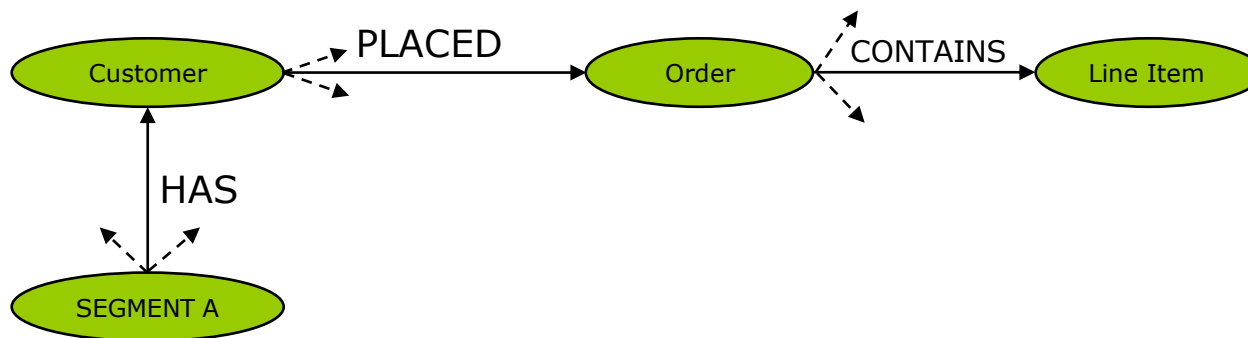 PLACED
CONTAINS
Customer
Order
Line Item
HAS
SEGMENT A